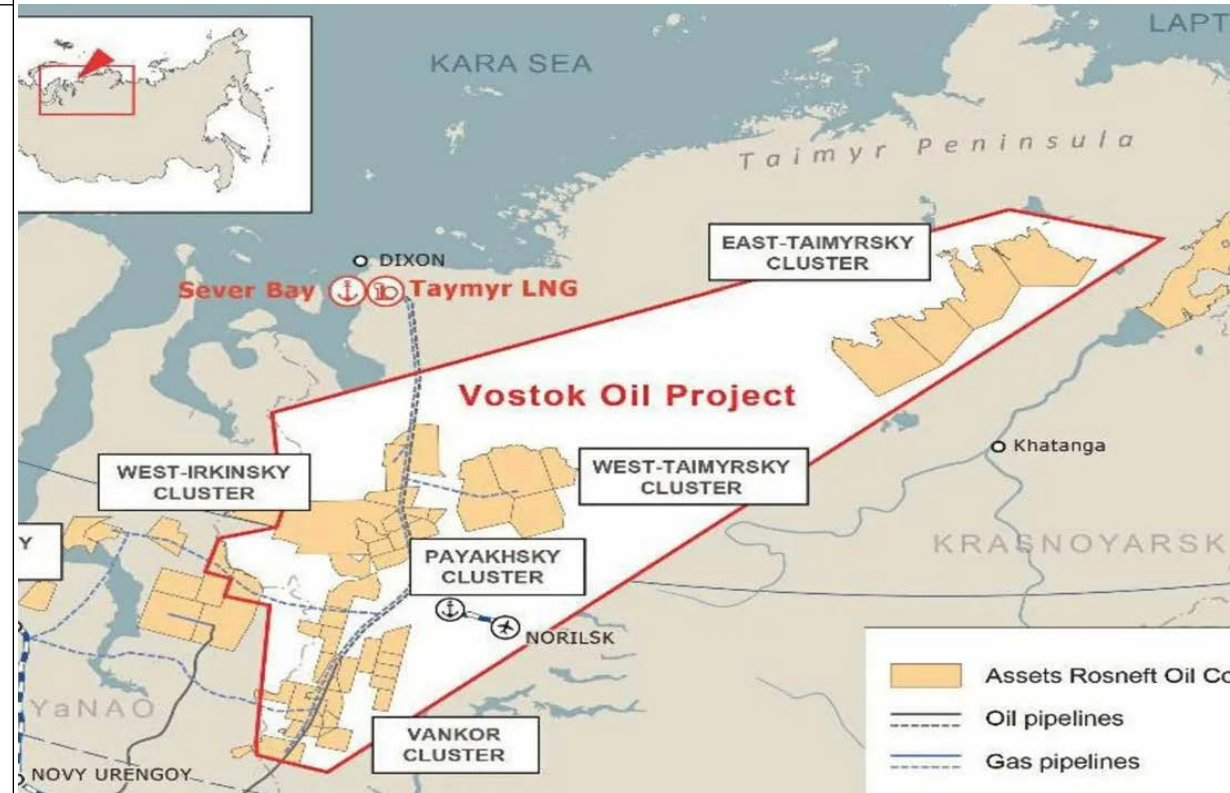 KARA SEA
LAPT
Taimyr Peninsula
EAST-TAIMYRSKY
CLUSTER
DIXON
Sever Bay
Taymyr LNG
Vostok Oil Project
Khatanga
WEST-IRKINSKY
CLUSTER
WEST-TAIMYRSKY
CLUSTER
Y
PAYAKHSKY
CLUSTER
KRASNOYARSK
NORILSK
YaNAO
VANKOR
CLUSTER
NOVY URENGOY
Assets Rosneft Oil Co
Oil pipelines
Gas pipelines